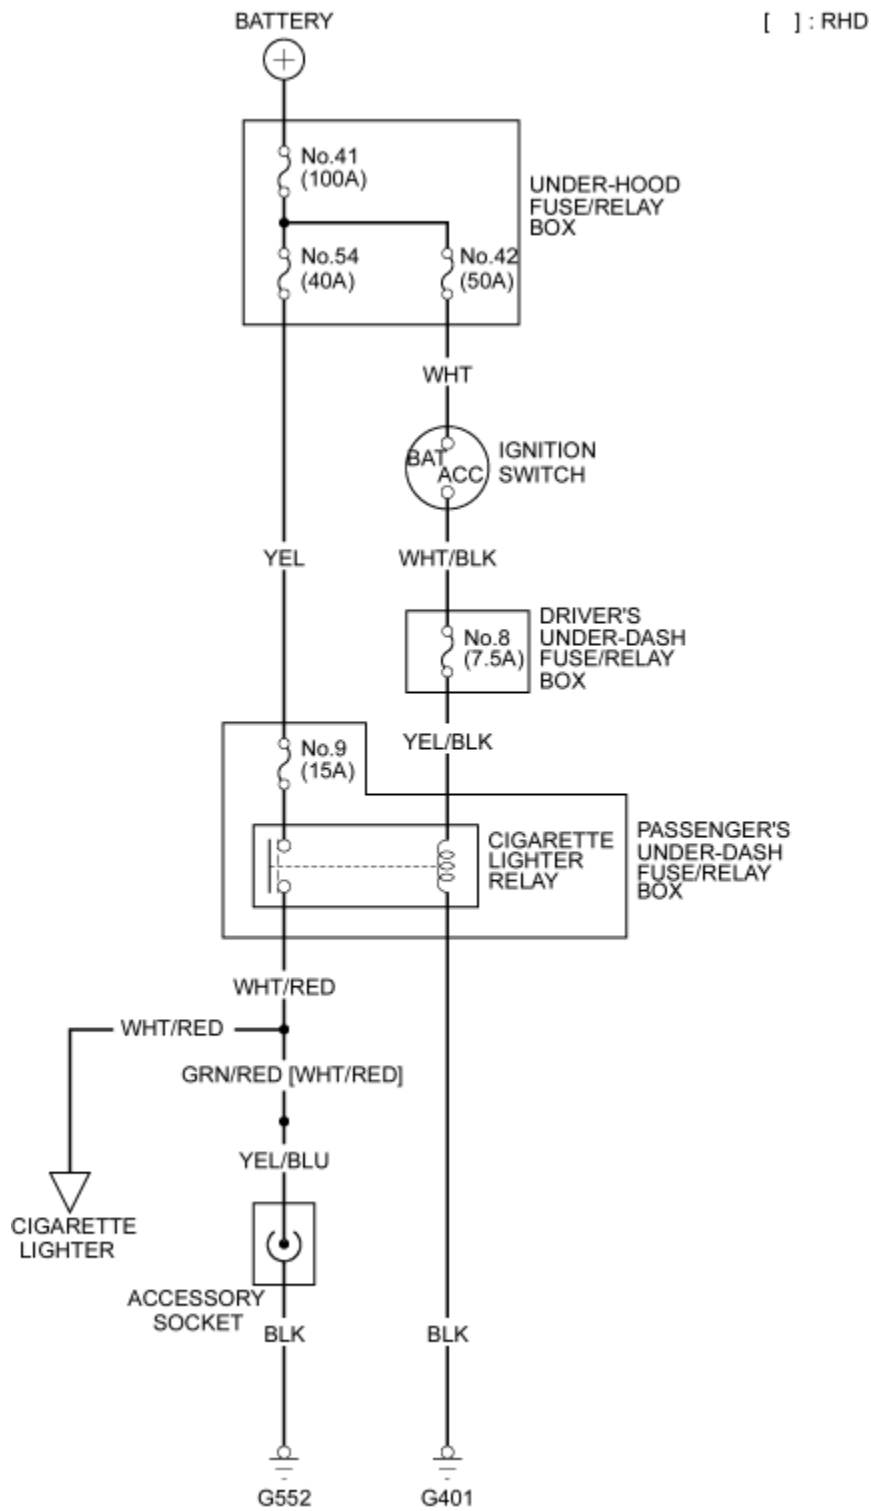 BATTERY
[ ] : RHD
No.41
(100A)
UNDER-HOOD
FUSE/RELAY
BOX
No.54
(40A)
No.42
(50A)
WHT
BAT
ACC
IGNITION
SWITCH
YEL
WHT/BLK
No.8
(7.5A)
DRIVER'S
UNDER-DASH
FUSE/RELAY
BOX
YEL/BLK
No.9
(15A)
CIGARETTE
LIGHTER
RELAY
PASSENGER'S
UNDER-DASH
FUSE/RELAY
BOX
WHT/RED
WHT/RED
GRN/RED [WHT/RED]
YEL/BLU
CIGARETTE
LIGHTER
ACCESSORY
SOCKET
BLK
BLK
G552
G401